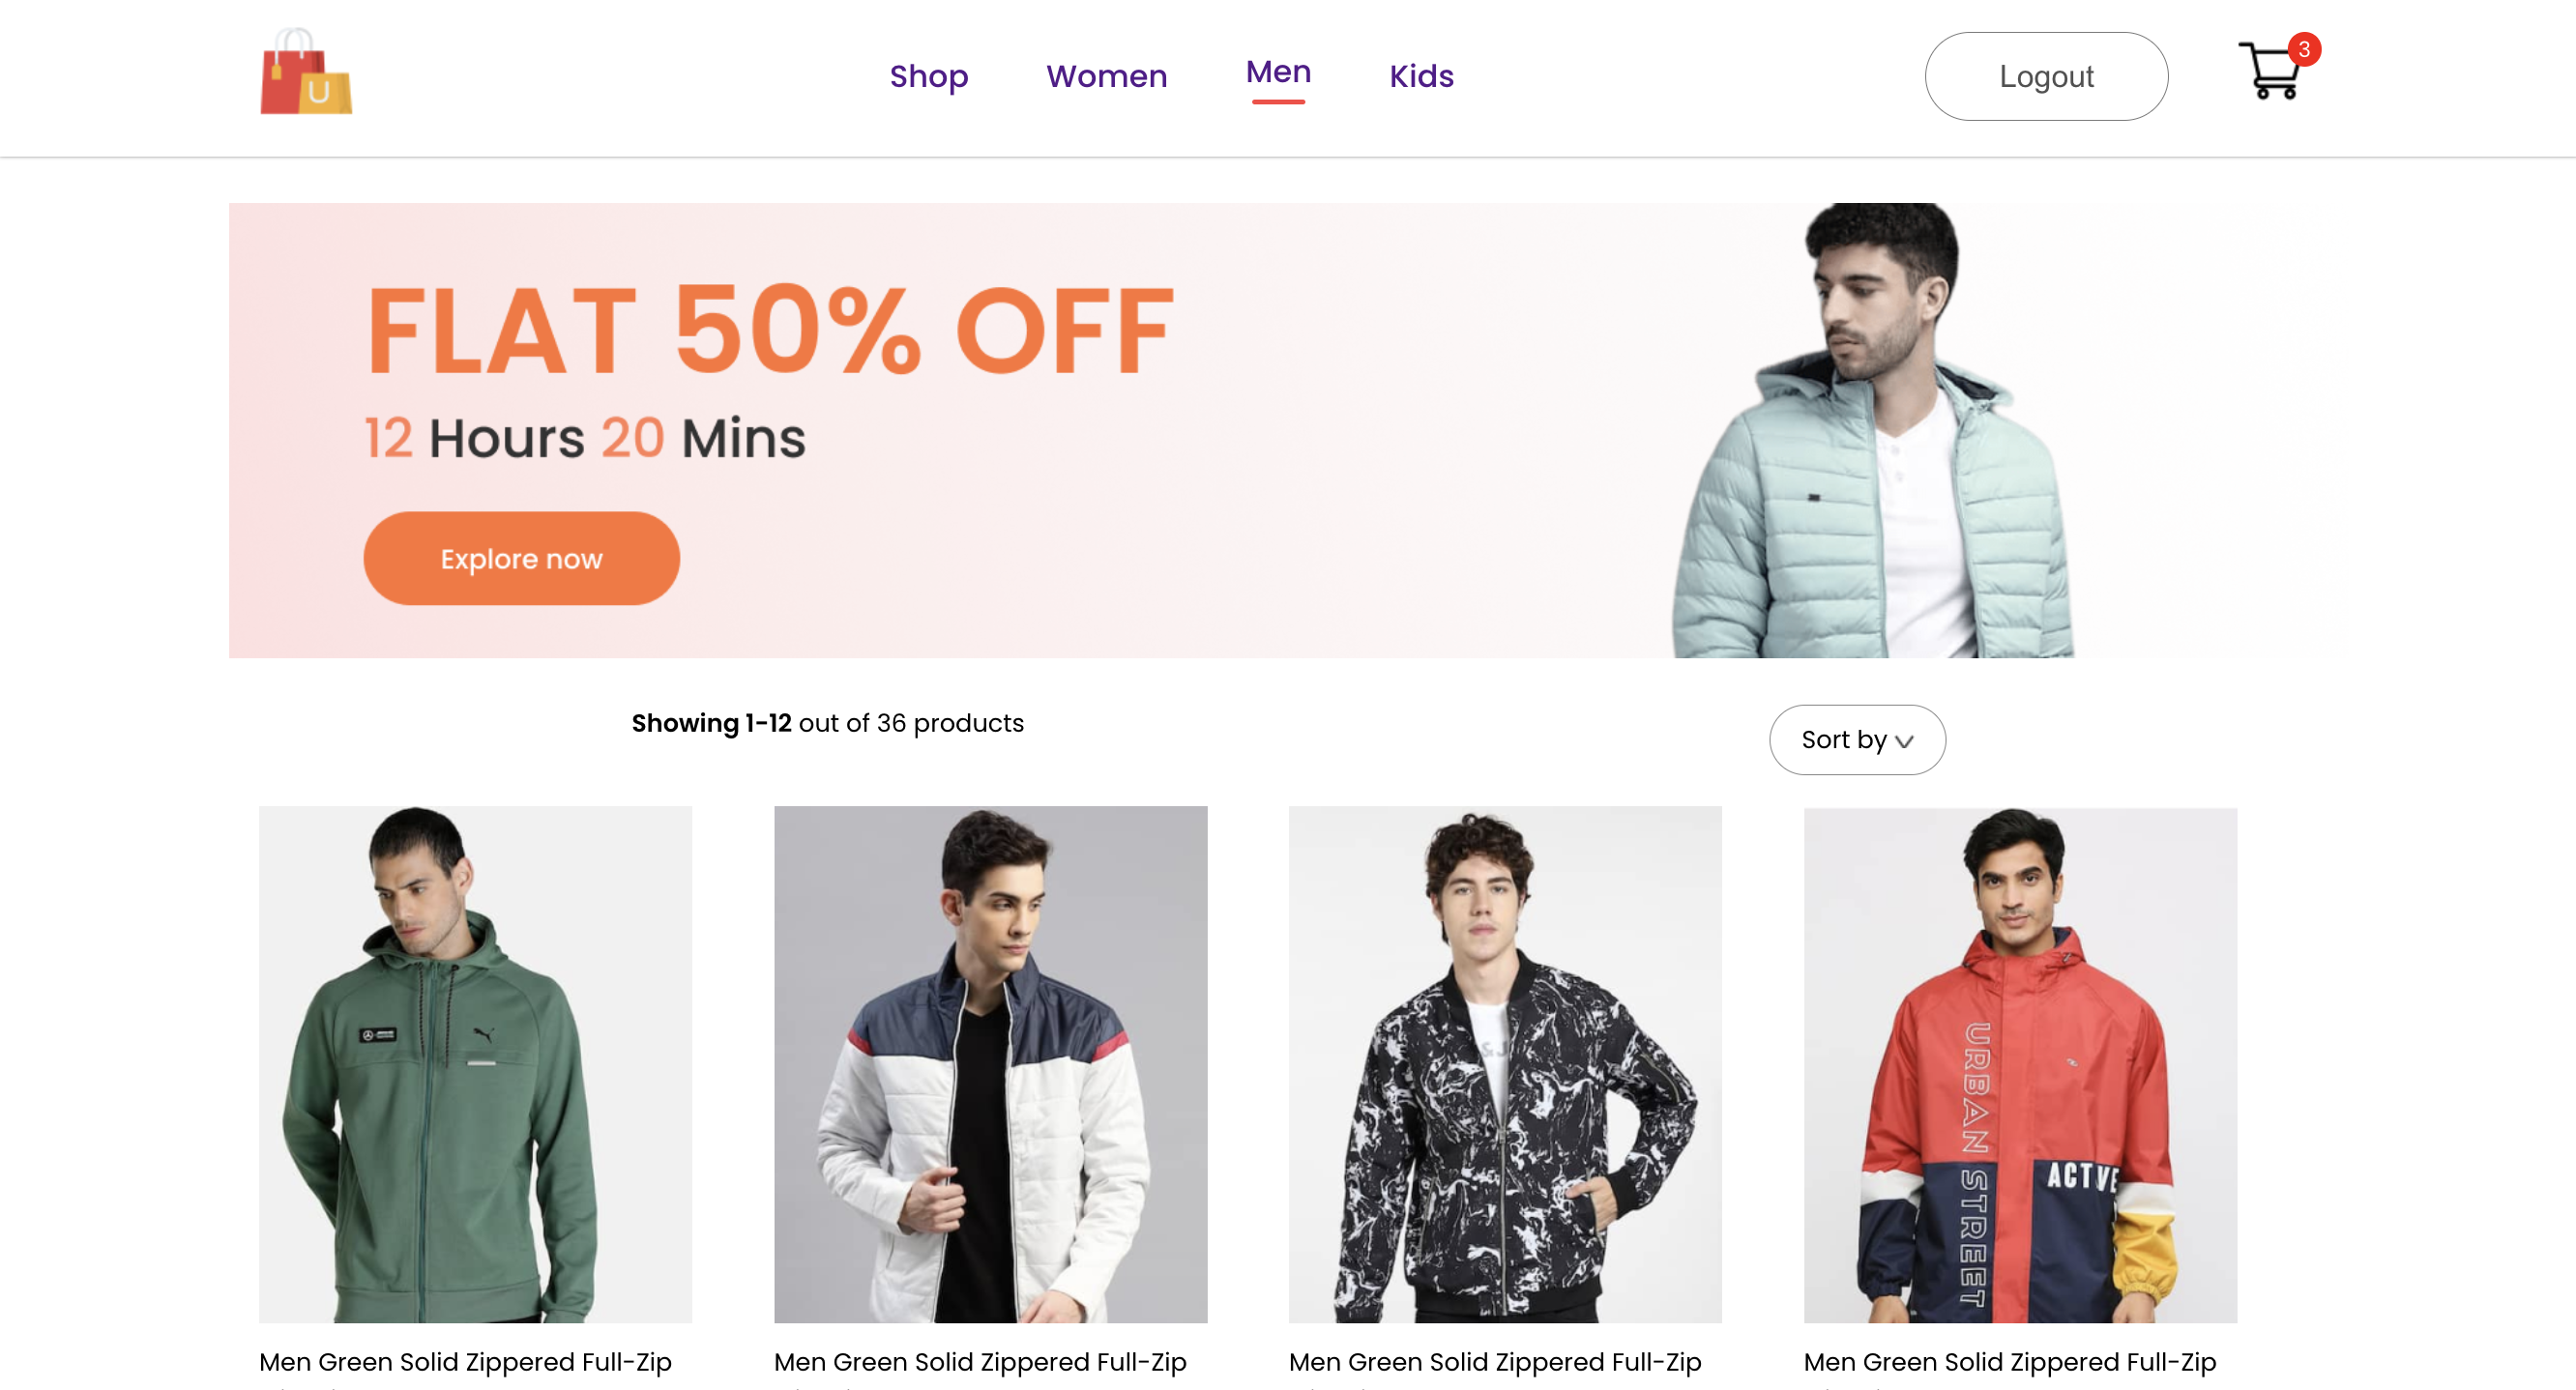 U
Shop Women Men Kids Logout 3
FLAT 50% OFF
12 Hours 20 Mins
Explore now
Showing 1-12 out of 36 products
Sort by
URBAN STREET
ACTIVE
Men Green Solid Zippered Full-Zip
Men Green Solid Zippered Full-Zip
Men Green Solid Zippered Full-Zip
Men Green Solid Zippered Full-Zip